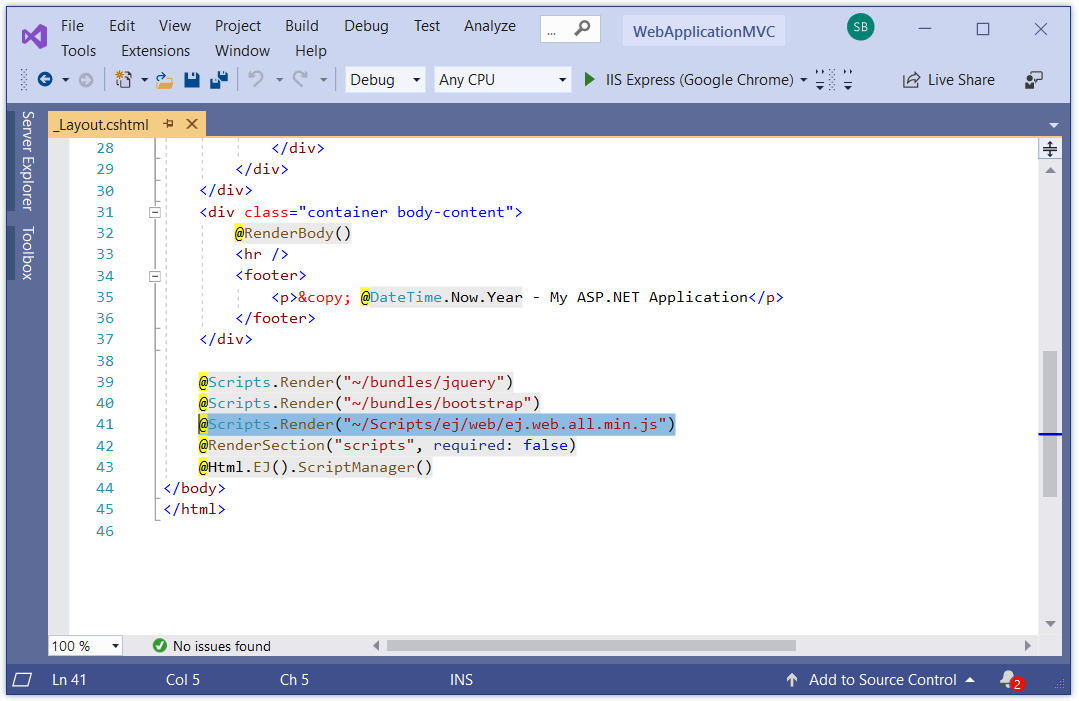 File Edit View Project Build Debug Test Analyze ... WebApplicationMVC SB
Tools Extensions Window Help
Debug Any CPU IIS Express (Google Chrome) Live Share
Server Explorer
Toolbox
_Layout.cshtml
28 </div>
29 </div>
30 </div>
31 <div class="container body-content">
32 @RenderBody()
33 <hr />
34 <footer>
35 <p>&copy; @DateTime.Now.Year - My ASP.NET Application</p>
36 </footer>
37 </div>
38
39 @Scripts.Render("~/bundles/jquery")
40 @Scripts.Render("~/bundles/bootstrap")
41 @Scripts.Render("~/Scripts/ej/web/ej.web.all.min.js")
42 @RenderSection("scripts", required: false)
43 @Html.EJ().ScriptManager()
44 </body>
45 </html>
46
100 % No issues found
Ln 41 Col 5 Ch 5 INS Add to Source Control 2